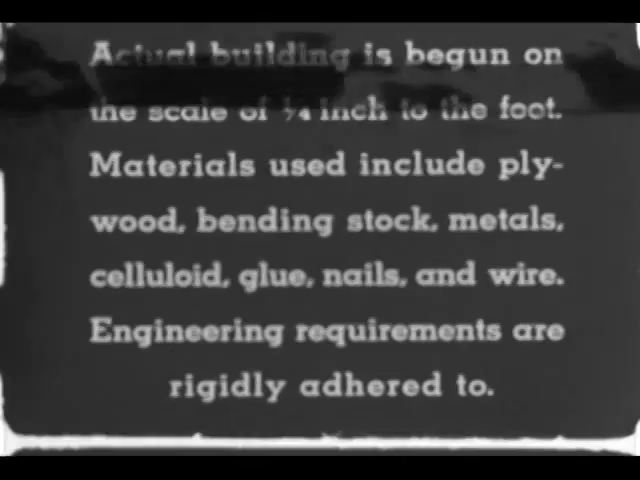 Actual building is begun on
the scale of ¼ inch to the foot.
Materials used include ply-
wood, bending stock, metals,
celluloid, glue, nails, and wire.
Engineering requirements are
rigidly adhered to.